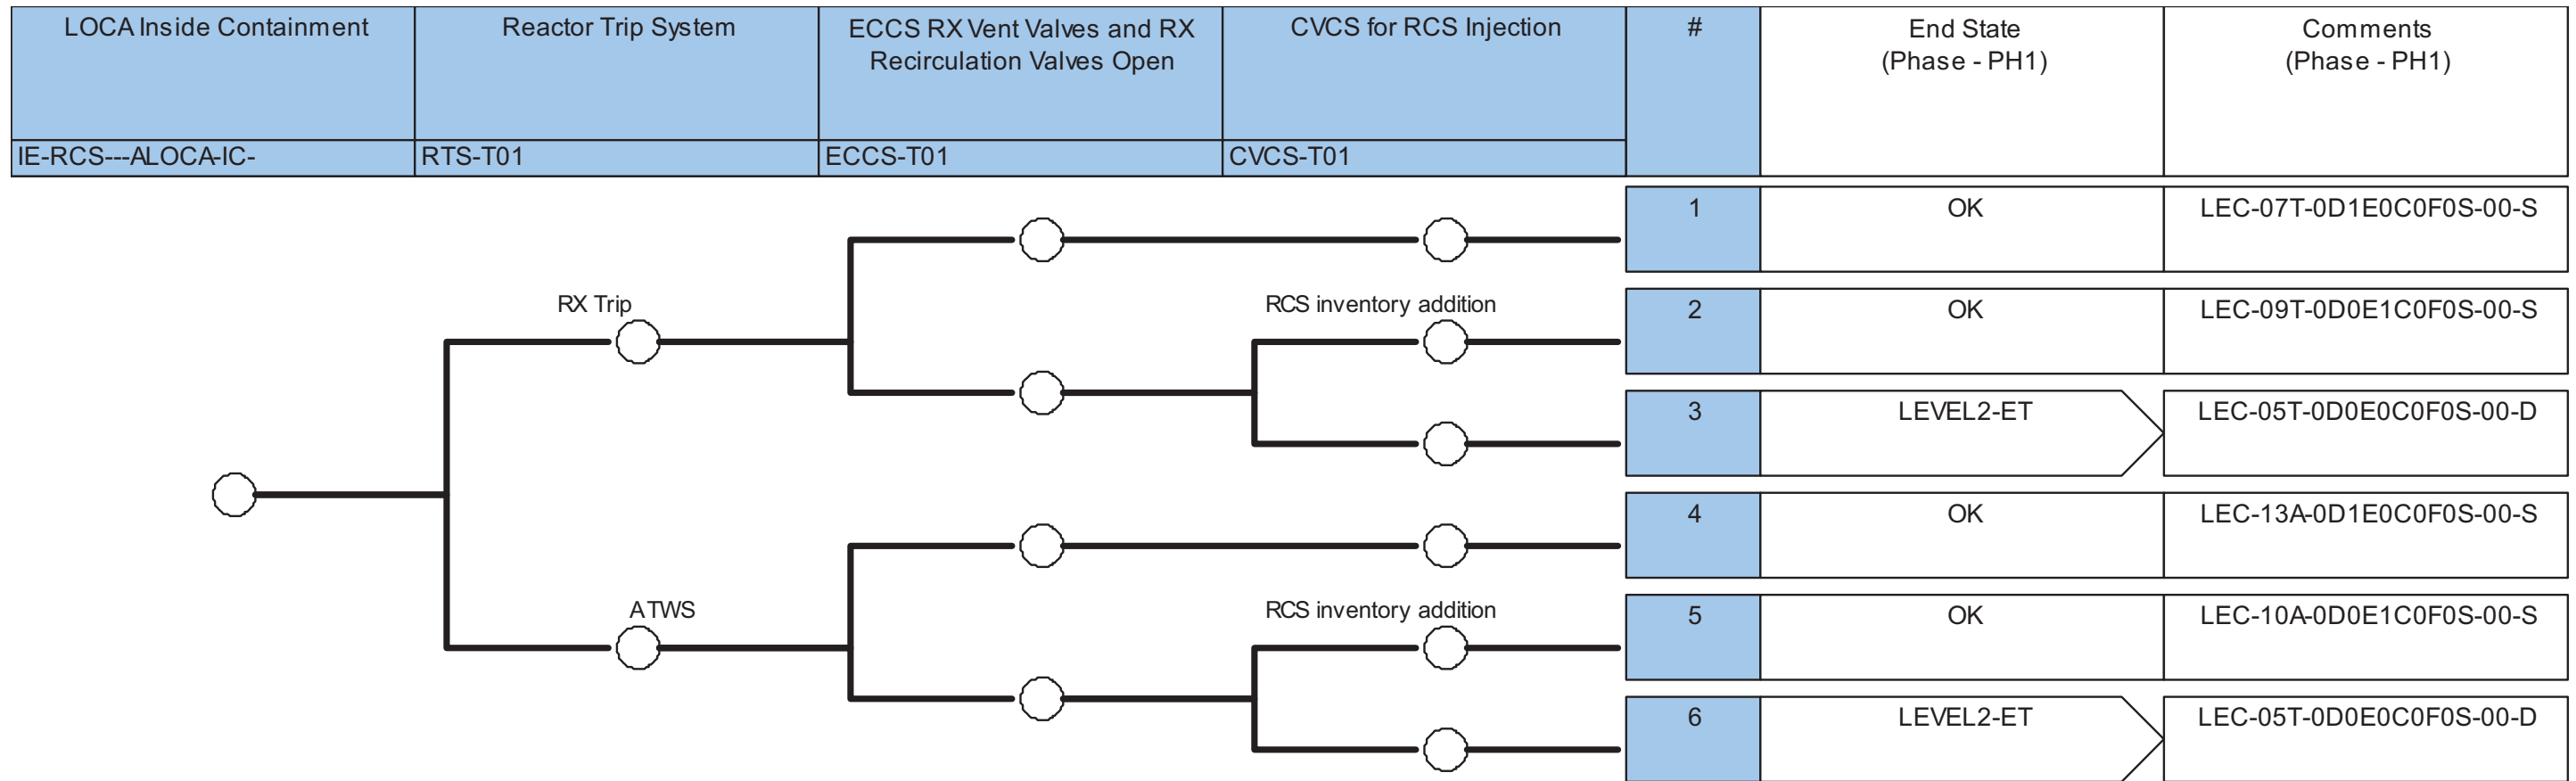 LOCA Inside Containment
Reactor Trip System
ECCS RX Vent Valves and RX
Recirculation Valves Open
CVCS for RCS Injection
#
End State
(Phase - PH1)
Comments
(Phase - PH1)
IE-RCS---ALOCA-IC-
RTS-T01
ECCS-T01
CVCS-T01
1
OK
LEC-07T-0D1E0C0F0S-00-S
RX Trip
RCS inventory addition
2
OK
LEC-09T-0D0E1C0F0S-00-S
3
LEVEL2-ET
LEC-05T-0D0E0C0F0S-00-D
4
OK
LEC-13A-0D1E0C0F0S-00-S
ATWS
RCS inventory addition
5
OK
LEC-10A-0D0E1C0F0S-00-S
6
LEVEL2-ET
LEC-05T-0D0E0C0F0S-00-D